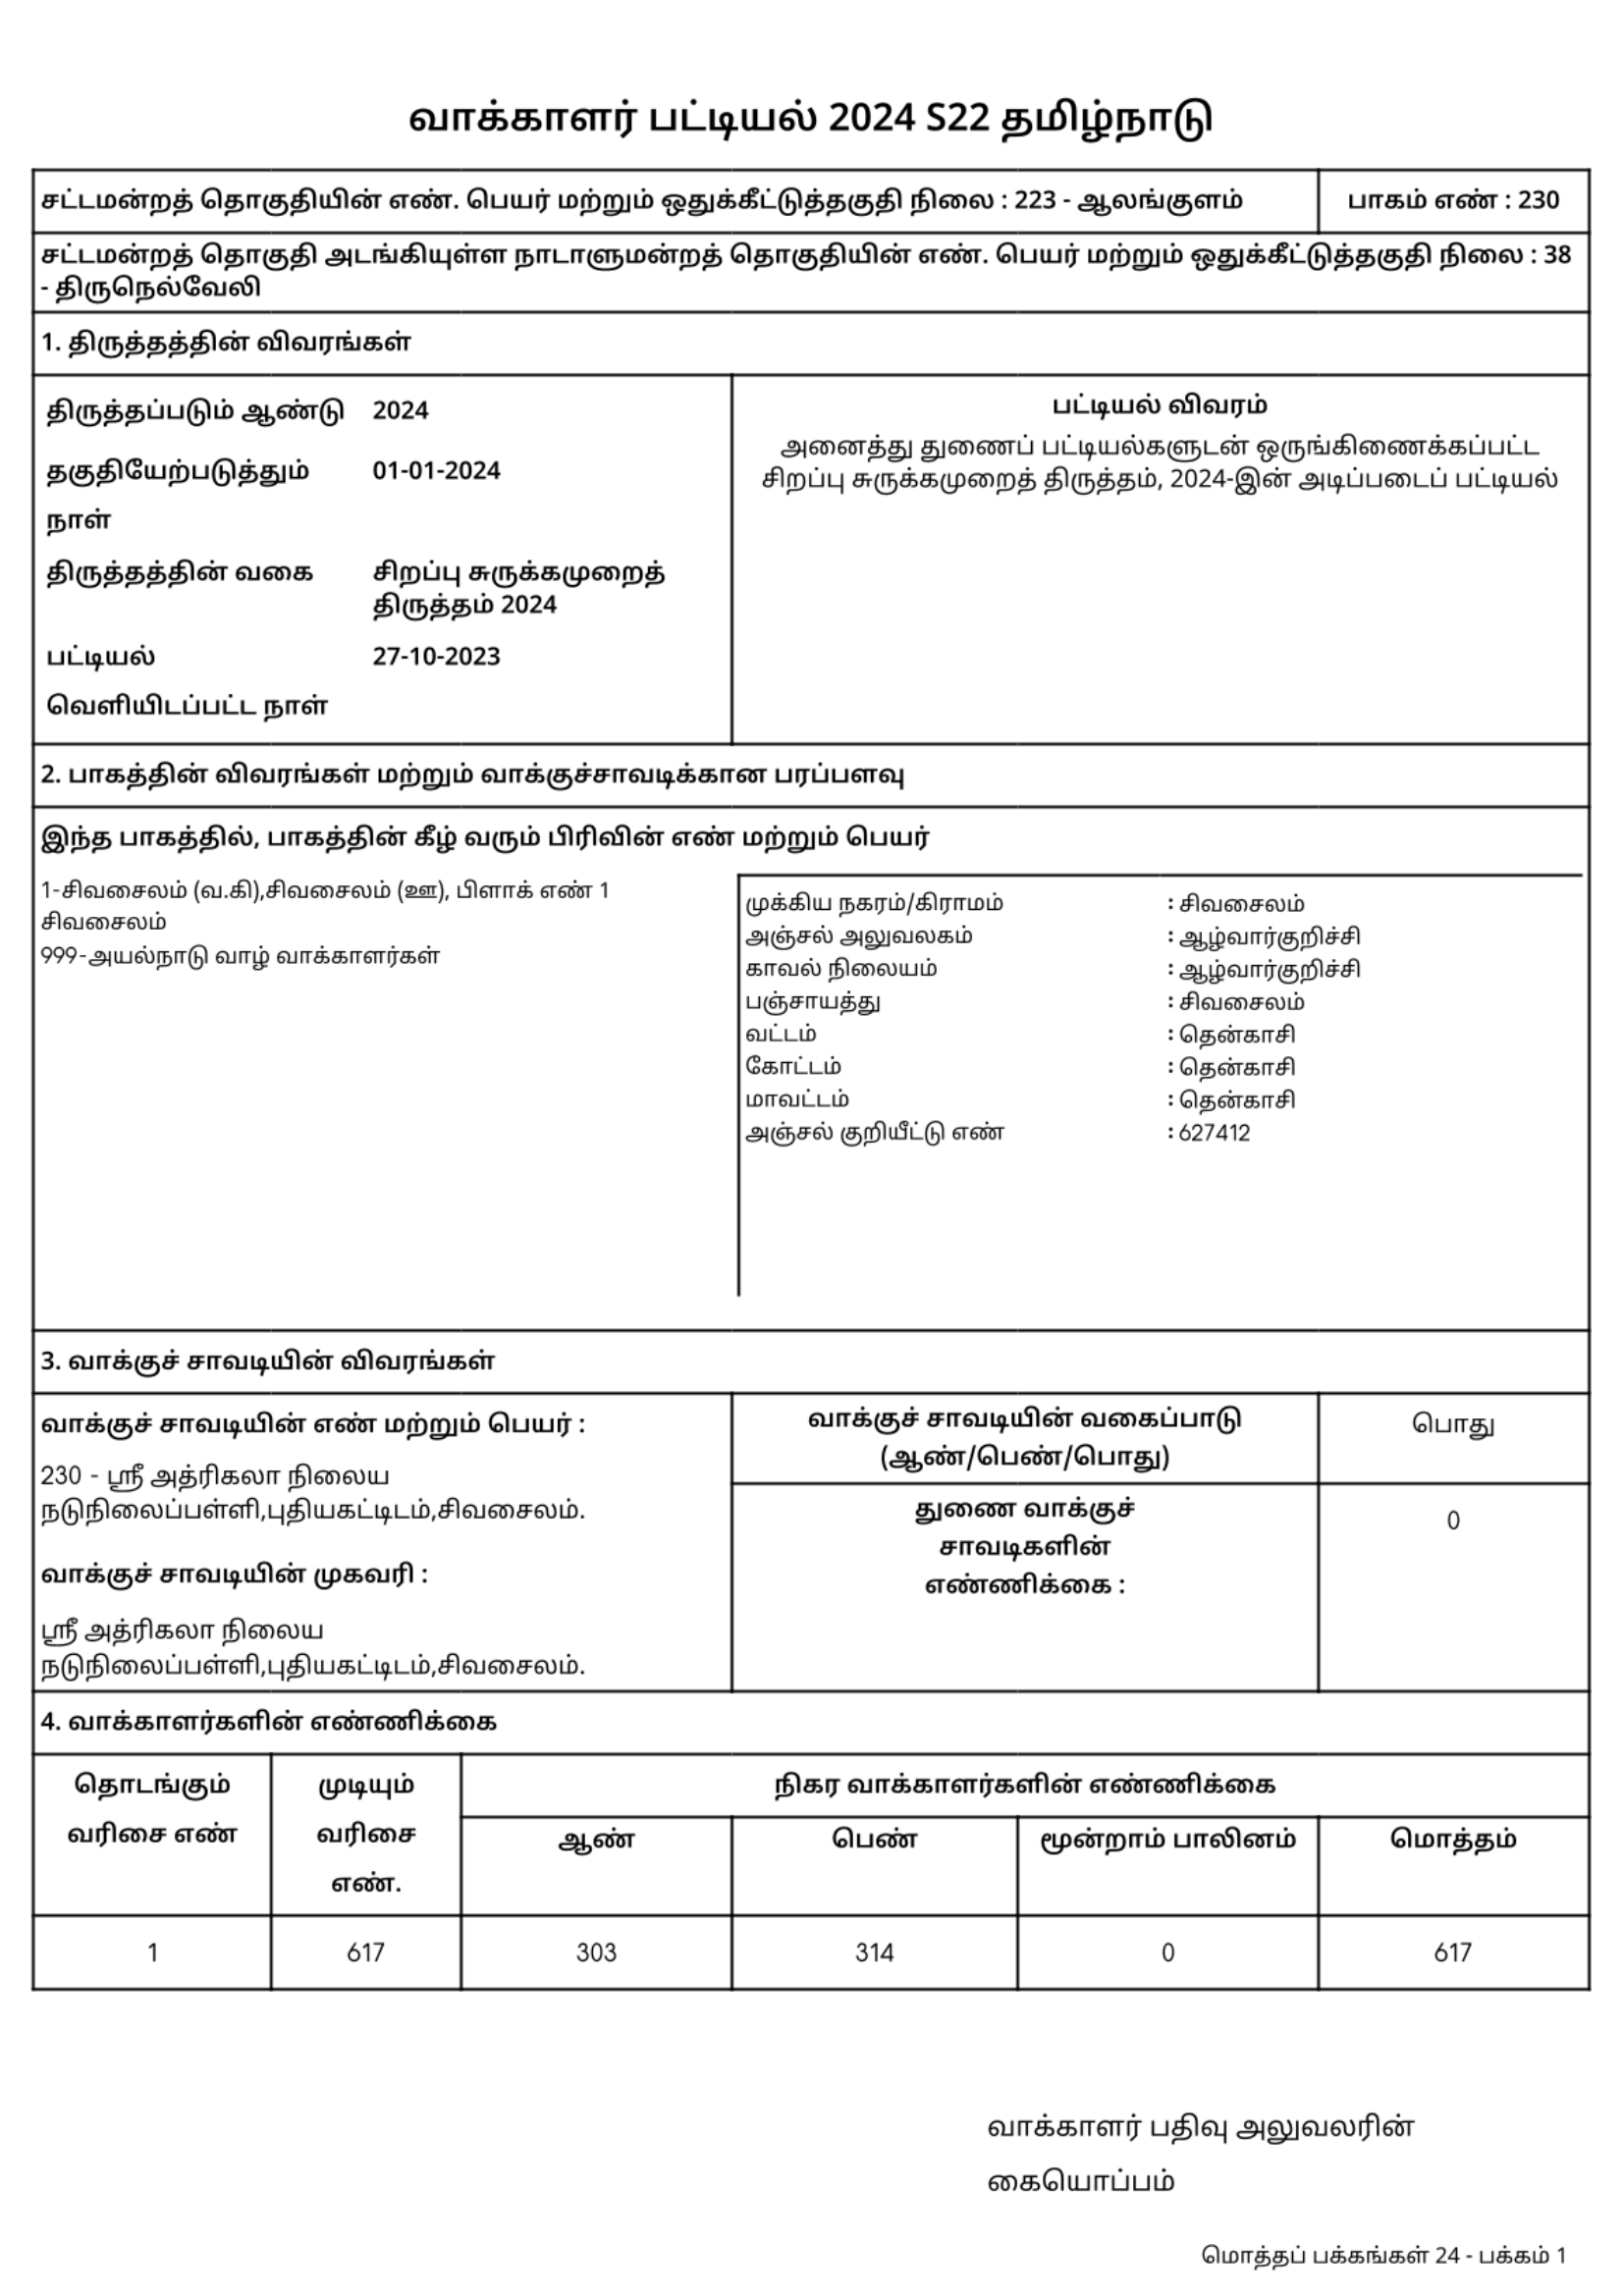 வாக்காளர் பட்டியல் 2024 S22 தமிழ்நாடு
சட்டமன்றத் தொகுதியின் எண். பெயர் மற்றும் ஒதுக்கீட்டுத்தகுதி நிலை : 223 - ஆலங்குளம்
பாகம் எண் : 230
சட்டமன்றத் தொகுதி அடங்கியுள்ள நாடாளுமன்றத் தொகுதியின் எண். பெயர் மற்றும் ஒதுக்கீட்டுத்தகுதி நிலை : 38
- திருநெல்வேலி
1. திருத்தத்தின் விவரங்கள்
திருத்தப்படும் ஆண்டு 2024
தகுதியேற்படுத்தும் 01-01-2024
நாள்
திருத்தத்தின் வகை சிறப்பு சுருக்கமுறைத்
திருத்தம் 2024
பட்டியல் 27-10-2023
வெளியிடப்பட்ட நாள்
பட்டியல் விவரம்
அனைத்து துணைப் பட்டியல்களுடன் ஒருங்கிணைக்கப்பட்ட
சிறப்பு சுருக்கமுறைத் திருத்தம், 2024-இன் அடிப்படைப் பட்டியல்
2. பாகத்தின் விவரங்கள் மற்றும் வாக்குச்சாவடிக்கான பரப்பளவு
இந்த பாகத்தில், பாகத்தின் கீழ் வரும் பிரிவின் எண் மற்றும் பெயர்
1-சிவசைலம் (வ.கி),சிவசைலம் (ஊ), பிளாக் எண் 1
சிவசைலம்
999-அயல்நாடு வாழ் வாக்காளர்கள்
முக்கிய நகரம்/கிராமம் : சிவசைலம்
அஞ்சல் அலுவலகம் : ஆழ்வார்குறிச்சி
காவல் நிலையம் : ஆழ்வார்குறிச்சி
பஞ்சாயத்து : சிவசைலம்
வட்டம் : தென்காசி
கோட்டம் : தென்காசி
மாவட்டம் : தென்காசி
அஞ்சல் குறியீட்டு எண் : 627412
3. வாக்குச் சாவடியின் விவரங்கள்
வாக்குச் சாவடியின் எண் மற்றும் பெயர் :
230 - ஸ்ரீ அத்ரிகலா நிலைய
நடுநிலைப்பள்ளி,புதியகட்டிடம்,சிவசைலம்.
வாக்குச் சாவடியின் முகவரி :
ஸ்ரீ அத்ரிகலா நிலைய
நடுநிலைப்பள்ளி,புதியகட்டிடம்,சிவசைலம்.
வாக்குச் சாவடியின் வகைப்பாடு
(ஆண்/பெண்/பொது)
பொது
துணை வாக்குச்
சாவடிகளின்
எண்ணிக்கை :
0
4. வாக்காளர்களின் எண்ணிக்கை
தொடங்கும்
வரிசை எண்
முடியும்
வரிசை
எண்.
நிகர வாக்காளர்களின் எண்ணிக்கை
ஆண் பெண் மூன்றாம் பாலினம் மொத்தம்
1 617 303 314 0 617
வாக்காளர் பதிவு அலுவலரின்
கையொப்பம்
மொத்தப் பக்கங்கள் 24 - பக்கம் 1